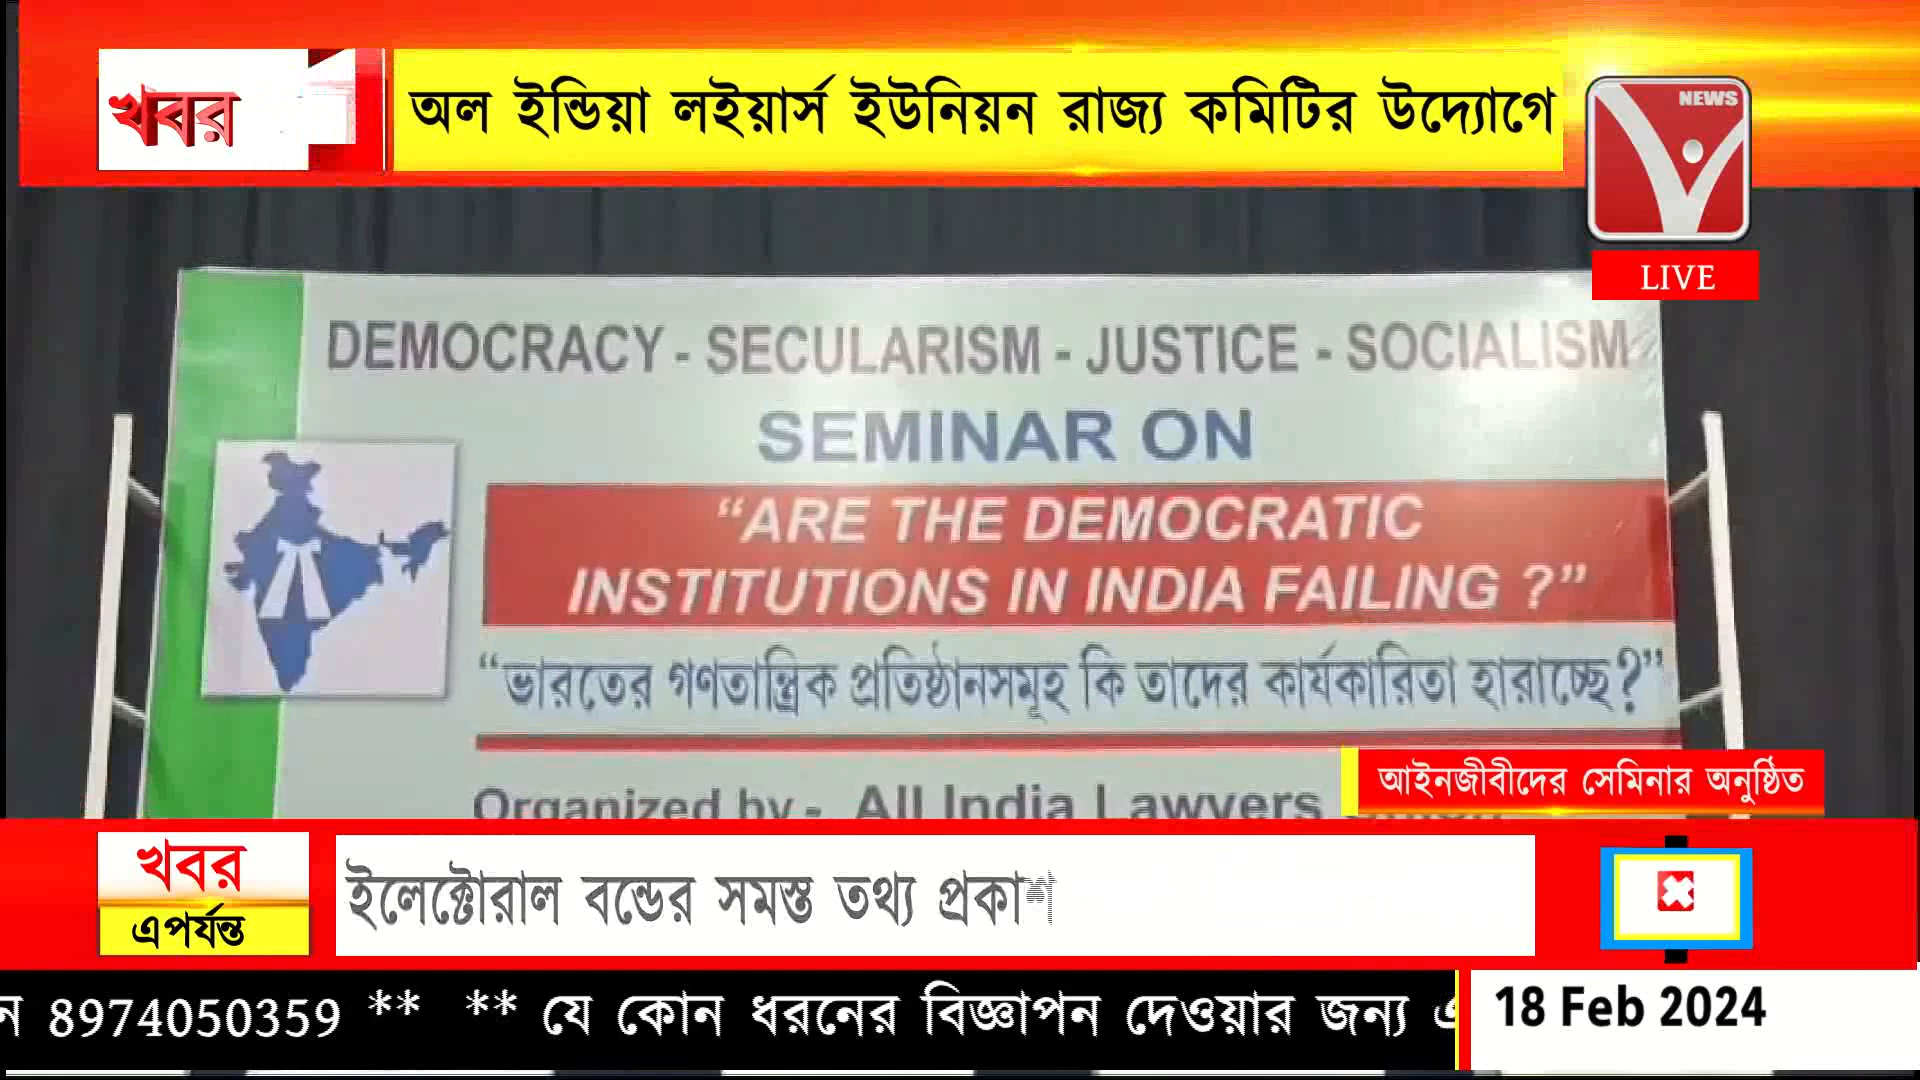 খবর
অল ইন্ডিয়া লইয়ার্স ইউনিয়ন রাজ্য কমিটির উদ্যোগে
NEWS
LIVE
DEMOCRACY - SECULARISM - JUSTICE - SOCIALISM
SEMINAR ON
“ARE THE DEMOCRATIC
INSTITUTIONS IN INDIA FAILING ?”
“ভারতের গণতান্ত্রিক প্রতিষ্ঠানসমূহ কি তাদের কার্যকারিতা হারাচ্ছে?”
Organized by - All India Lawyers
আইনজীবীদের সেমিনার অনুষ্ঠিত
খবর
এপর্যন্ত
ইলেক্টোরাল বন্ডের সমস্ত তথ্য প্রকাশ
8974050359 ** ** যে কোন ধরনের বিজ্ঞাপন দেওয়ার জন্য
18 Feb 2024